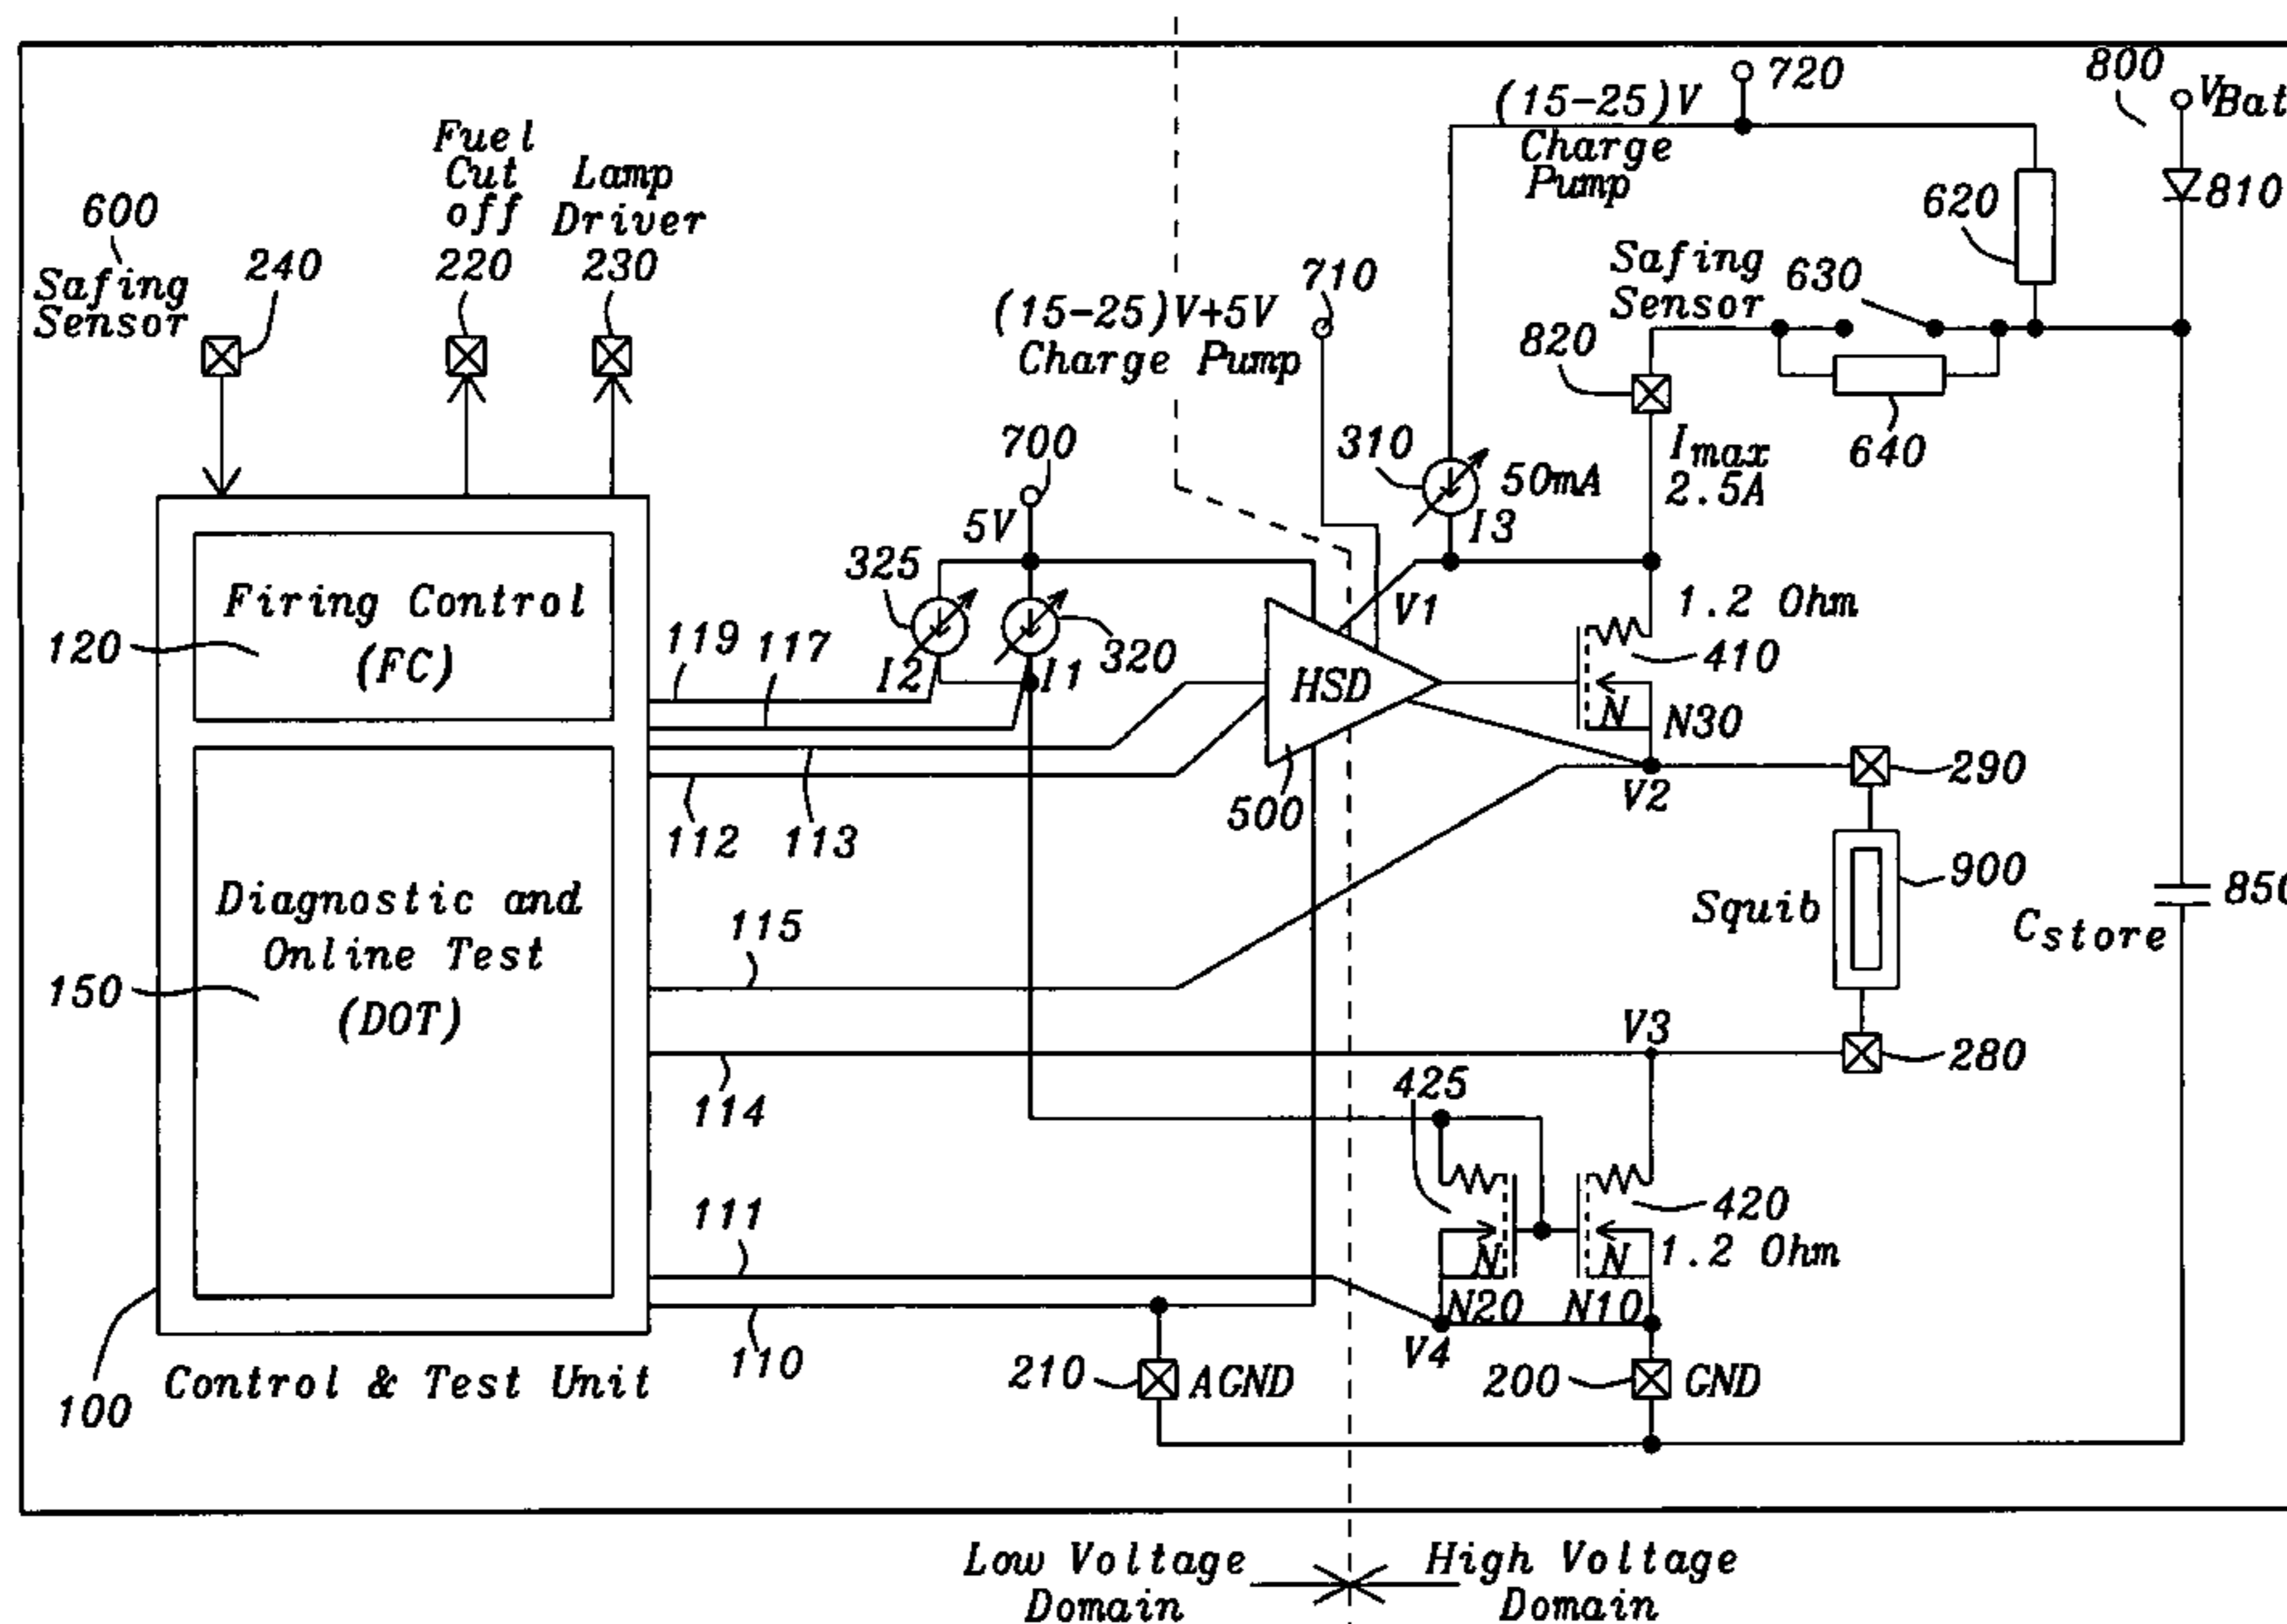 800
VBat
720
(15-25)V
Charge
Pump
810
620
Fuel
Cut
off
220
Lamp
Driver
230
600
Safing
Sensor
240
710
(15-25)V+5V
Charge Pump
Safing
Sensor
630
820
640
Imax
2.5A
310
50mA
I3
700
5V
325
I2
320
I1
V1
1.2 Ohm
410
N
N30
HSD
500
Firing Control
(FC)
120
119
117
112
113
V2
290
900
Squib
Cstore
850
Diagnostic and
Online Test
(DOT)
150
115
114
V3
280
425
420
1.2 Ohm
N
N
N20
N10
111
110
V4
210
AGND
200
GND
100
Control & Test Unit
Low Voltage
Domain
High Voltage
Domain